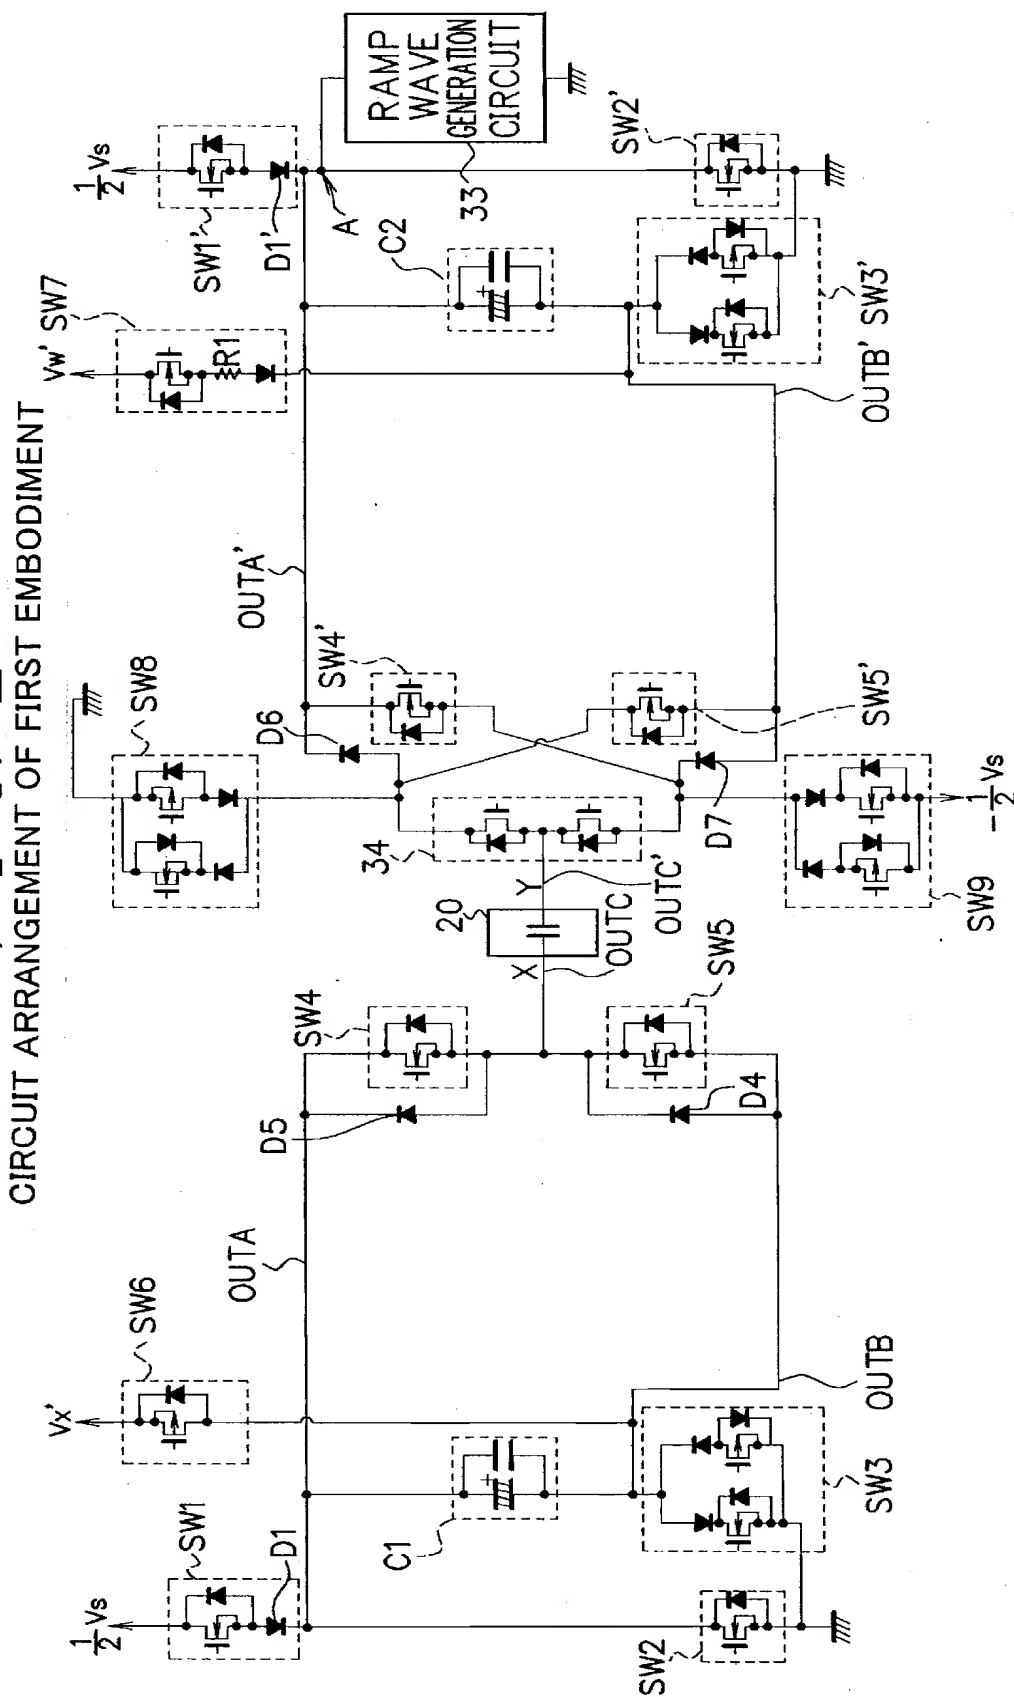 CIRCUIT ARRANGEMENT OF FIRST EMBODIMENT
1/2 Vs
SW1
D1
Vx'
SW6
OUTA
C1
SW2
SW3
OUTB
D5
SW4
D4
SW5
X
20
Y
OUTC
OUTC'
34
SW8
D6
SW4'
OUTA'
D7
SW5'
SW9
-1/2 Vs
Vw'
SW7
R1
1/2 Vs
SW1'
D1'
A
C2
33
RAMP
WAVE
GENERATION
CIRCUIT
SW2'
SW3'
OUTB'